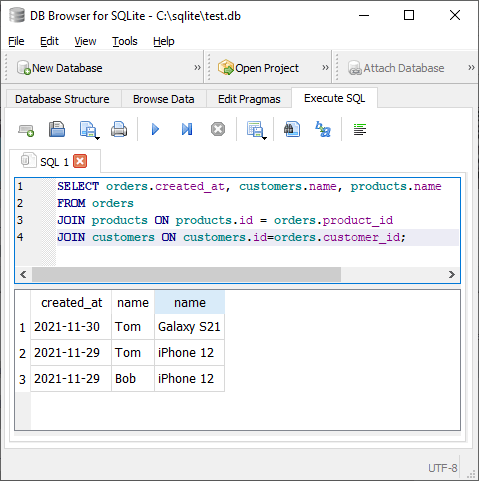 DB Browser for SQLite - C:\sqlite\test.db
File Edit View Tools Help
New Database » Open Project » Attach Database »
Database Structure Browse Data Edit Pragmas Execute SQL
SQL 1
1 SELECT orders.created_at, customers.name, products.name
2 FROM orders
3 JOIN products ON products.id = orders.product_id
4 JOIN customers ON customers.id=orders.customer_id;
created_at name name
1 2021-11-30 Tom Galaxy S21
2 2021-11-29 Tom iPhone 12
3 2021-11-29 Bob iPhone 12
UTF-8